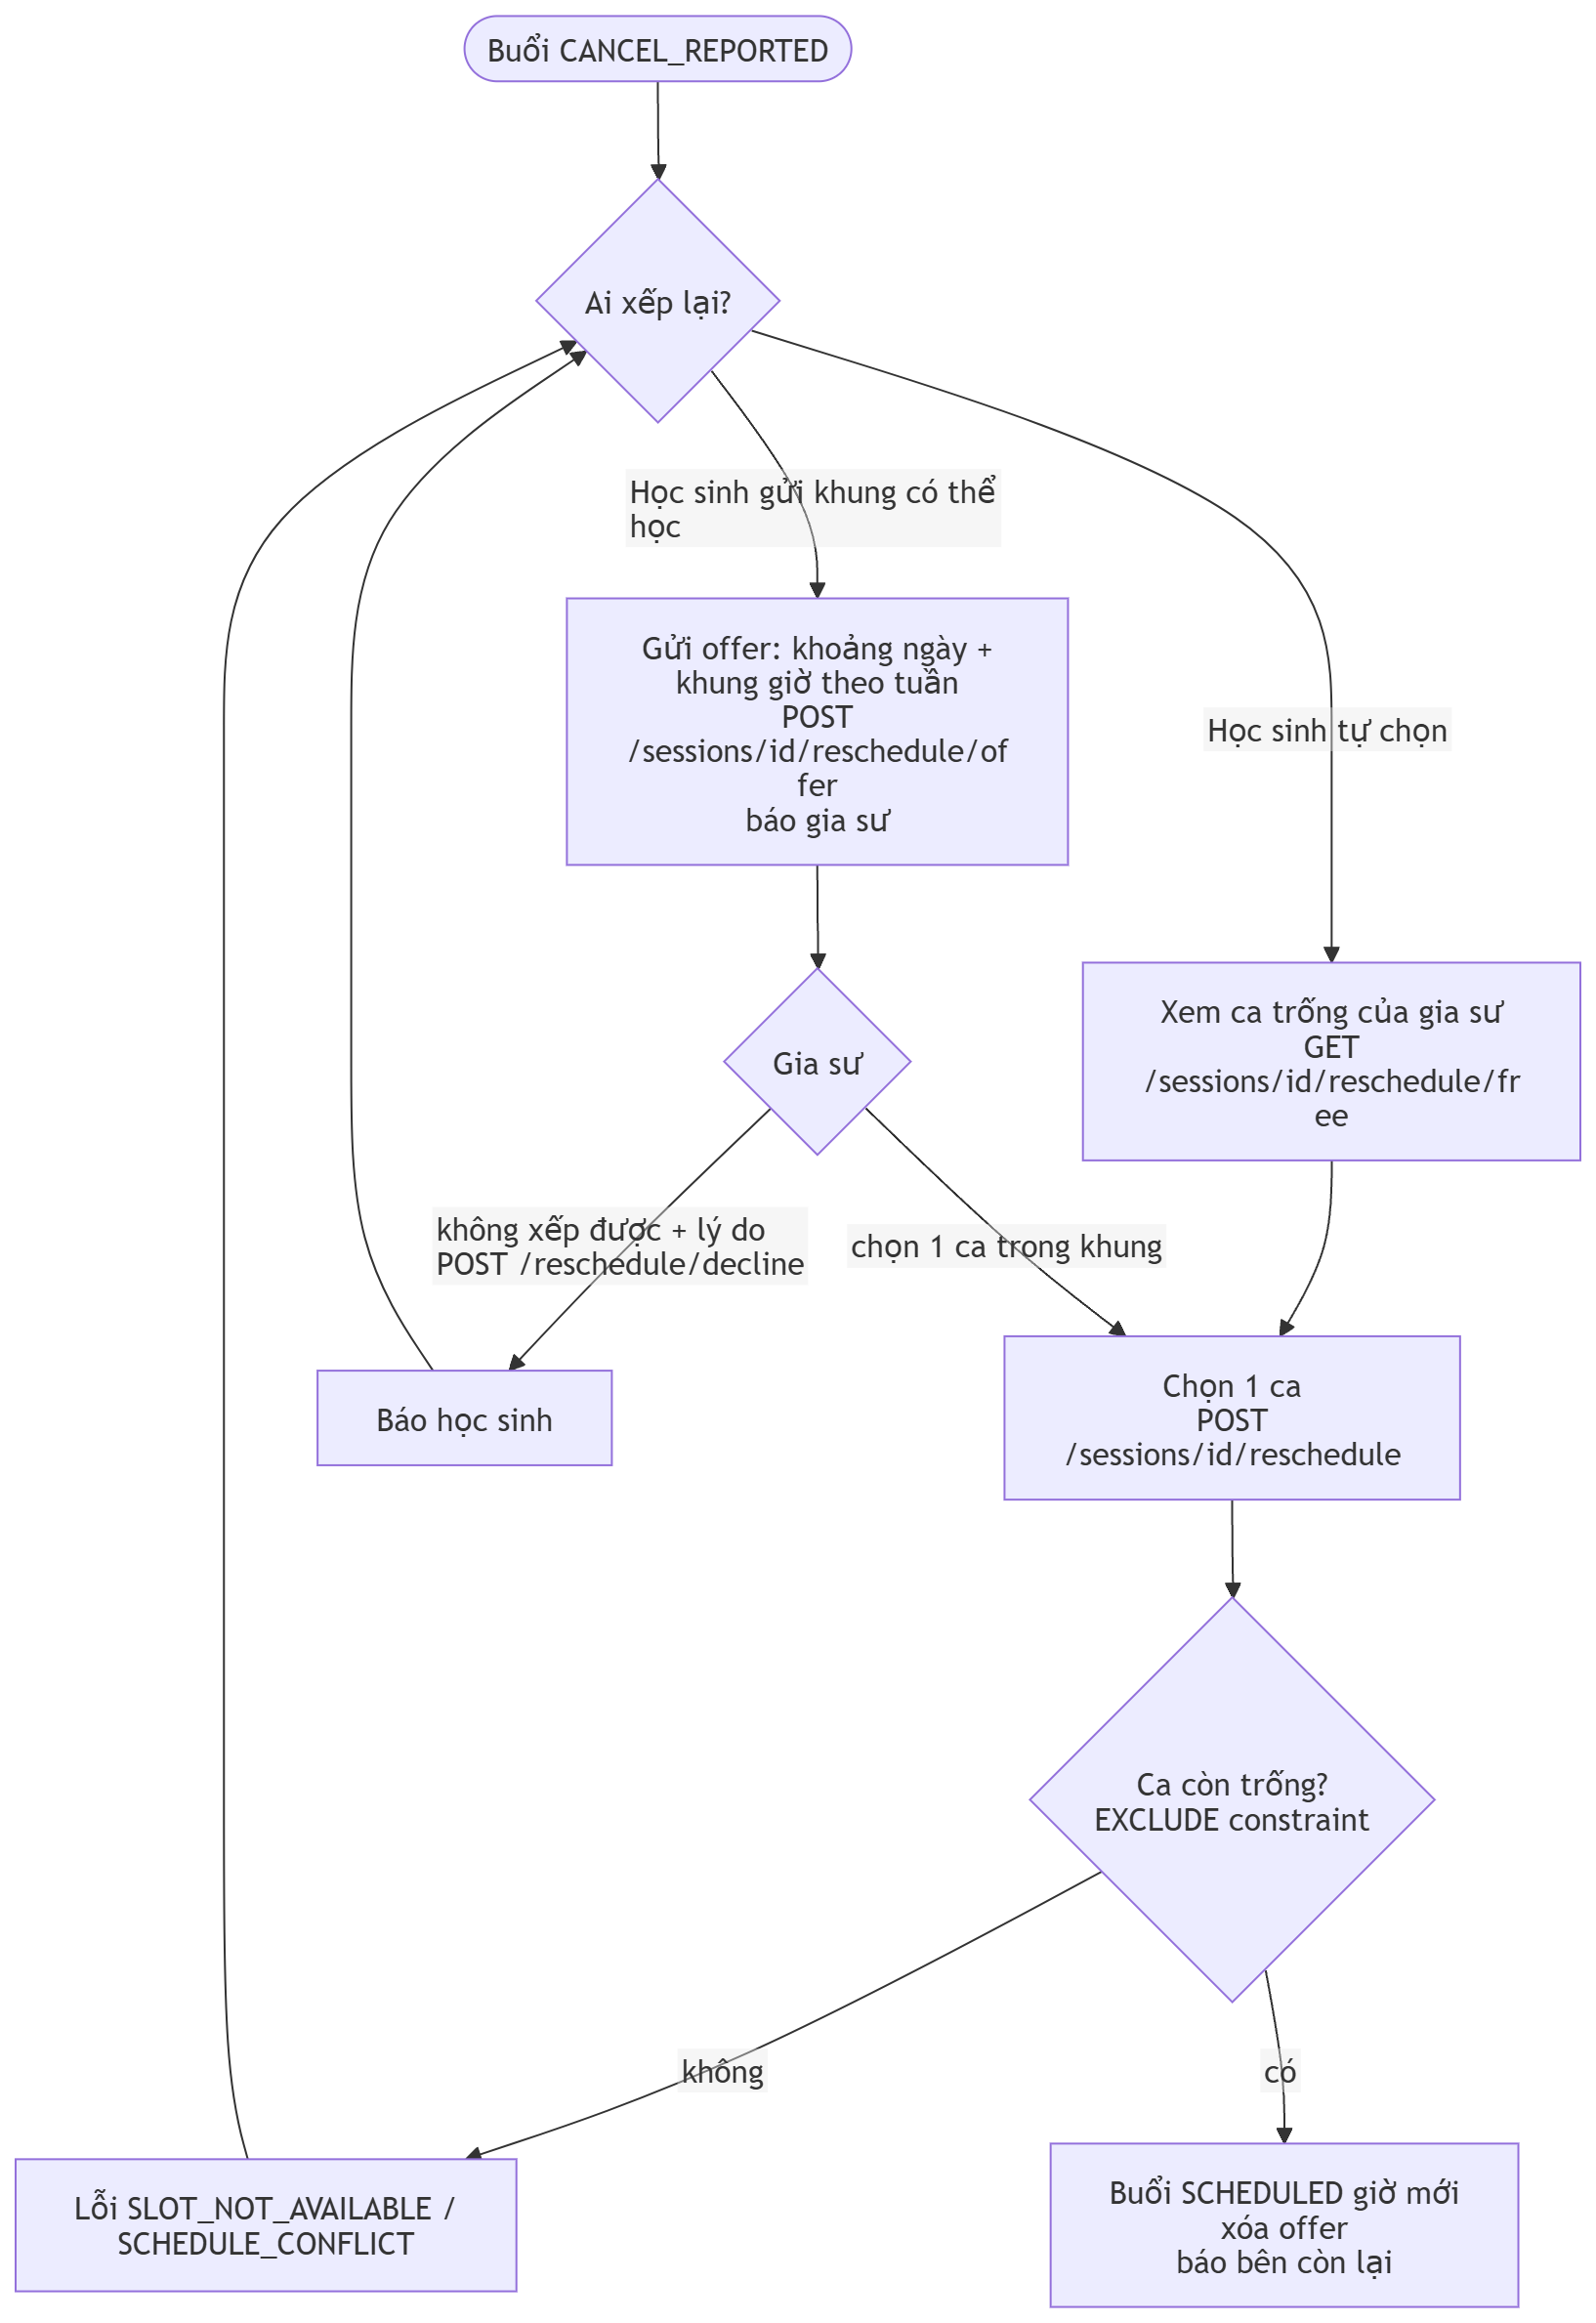 Buổi CANCEL_REPORTED
Ai xếp lại?
Học sinh gửi khung có thể
học
Gửi offer: khoảng ngày +
khung giờ theo tuần
POST
/sessions/id/reschedule/of
fer
báo gia sư
Học sinh tự chọn
Xem ca trống của gia sư
GET
/sessions/id/reschedule/fr
ee
Gia sư
không xếp được + lý do
POST /reschedule/decline
chọn 1 ca trong khung
Báo học sinh
Chọn 1 ca
POST
/sessions/id/reschedule
Ca còn trống?
EXCLUDE constraint
không
có
Lỗi SLOT_NOT_AVAILABLE /
SCHEDULE_CONFLICT
Buổi SCHEDULED giờ mới
xóa offer
báo bên còn lại